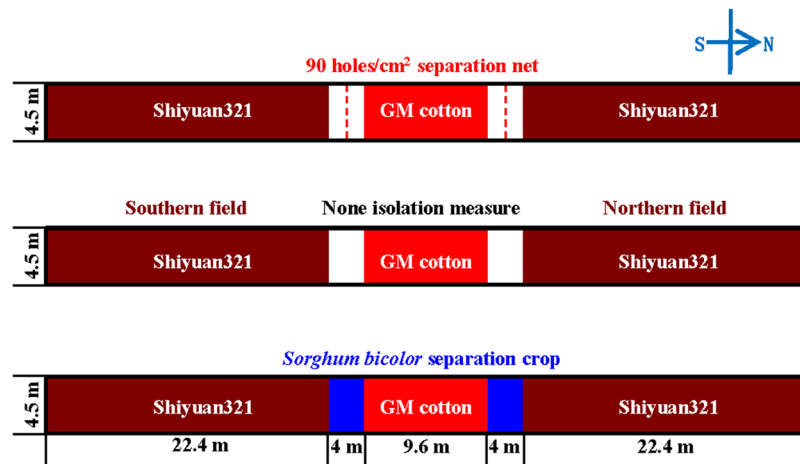 S N
90 holes/cm² separation net
4.5 m
Shiyuan321 GM cotton Shiyuan321
Southern field None isolation measure Northern field
4.5 m
Shiyuan321 GM cotton Shiyuan321
Sorghum bicolor separation crop
4.5 m
Shiyuan321 GM cotton Shiyuan321
22.4 m 4 m 9.6 m 4 m 22.4 m